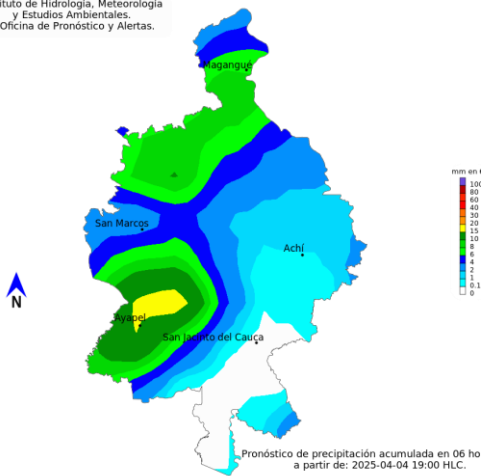 ituto de Hidrología, Meteorología
y Estudios Ambientales.
Oficina de Pronóstico y Alertas.
Magangué
mm en 6
100
80
60
40
30
20
15
10
8
6
4
2
1
0.1
0
San Marcos
Achí
N
Ayapel
San Jacinto del Cauca
Pronóstico de precipitación acumulada en 06 ho
a partir de: 2025-04-04 19:00 HLC.